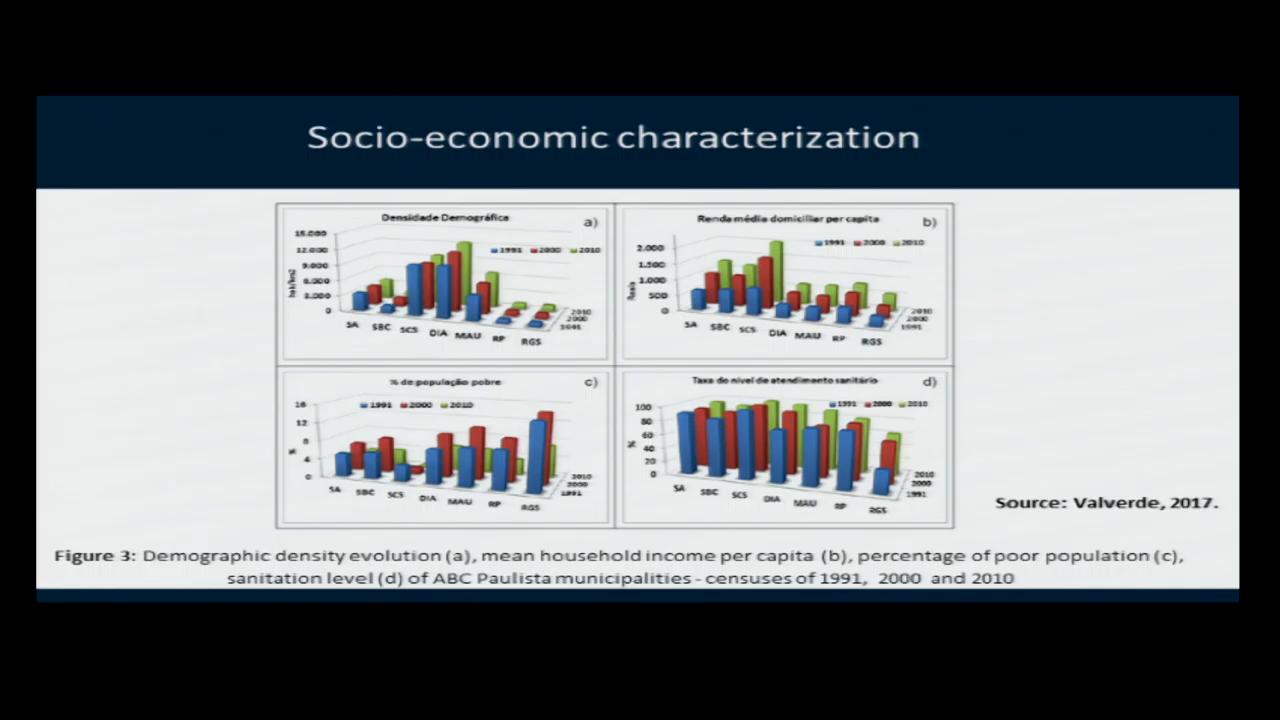 Socio-economic characterization
Densidade Demográfica
a)
15.000
12.000
9.000
6.000
3.000
0
hab/km2
1991 2000 2010
SA SBC SCS DIA MAU RP RGS
2010
2000
1991
Renda média domiciliar per capita
b)
2.000
1.500
1.000
500
0
Reais
1991 2000 2010
SA SBC SCS DIA MAU RP RGS
2010
2000
1991
% de população pobre
c)
16
12
8
4
0
%
1991 2000 2010
SA SBC SCS DIA MAU RP RGS
2010
2000
1991
Taxa do nível de atendimento sanitário
d)
100
80
60
40
20
0
%
1991 2000 2010
SA SBC SCS DIA MAU RP RGS
2010
2000
1991
Source: Valverde, 2017.
Figure 3: Demographic density evolution (a), mean household income per capita (b), percentage of poor population (c),
sanitation level (d) of ABC Paulista municipalities - censuses of 1991, 2000 and 2010